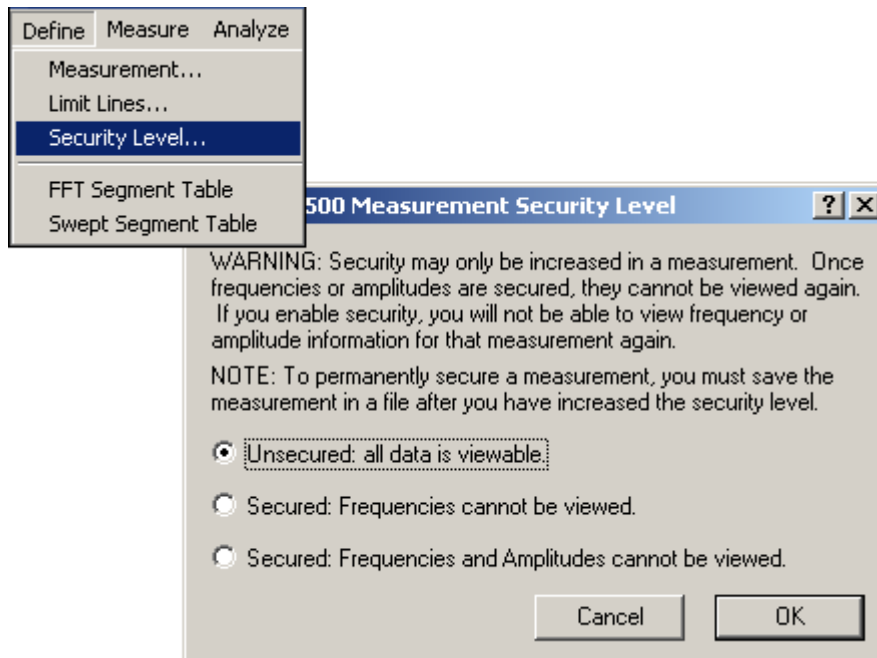 Define Measure Analyze
Measurement...
Limit Lines...
Security Level...
FFT Segment Table
Swept Segment Table
500 Measurement Security Level
WARNING: Security may only be increased in a measurement. Once
frequencies or amplitudes are secured, they cannot be viewed again.
If you enable security, you will not be able to view frequency or
amplitude information for that measurement again.
NOTE: To permanently secure a measurement, you must save the
measurement in a file after you have increased the security level.
Unsecured: all data is viewable.
Secured: Frequencies cannot be viewed.
Secured: Frequencies and Amplitudes cannot be viewed.
Cancel OK